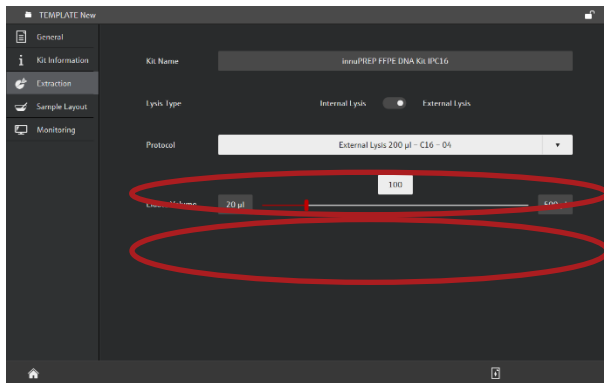 TEMPLATE New
General
Kit Information
Extraction
Sample Layout
Monitoring
Kit Name innuPREP FFPE DNA Kit IPC16
Lysis Type Internal Lysis External Lysis
Protocol External Lysis 200 µl - C16 - 04
100
Volume 20 µl